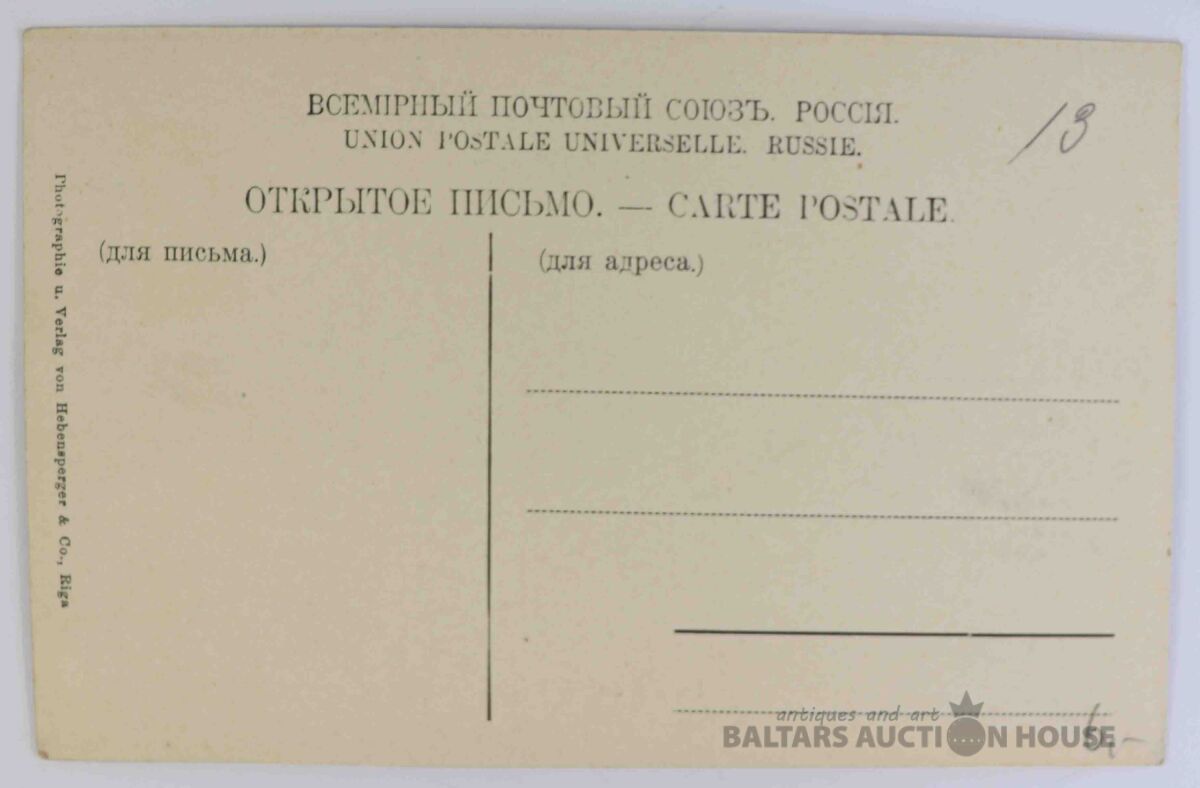 ВСЕМІРНЫЙ ПОЧТОВЫЙ СОЮЗЪ. РОССІЯ.
UNION POSTALE UNIVERSELLE. RUSSIE.
13
ОТКРЫТОЕ ПИСЬМО. — CARTE POSTALE.
(для письма.)
(для адреса.)
Photographie u. Verlag von Hebensperger & Co., Riga
antiques and art
BALTARS AUCTION HOUSE